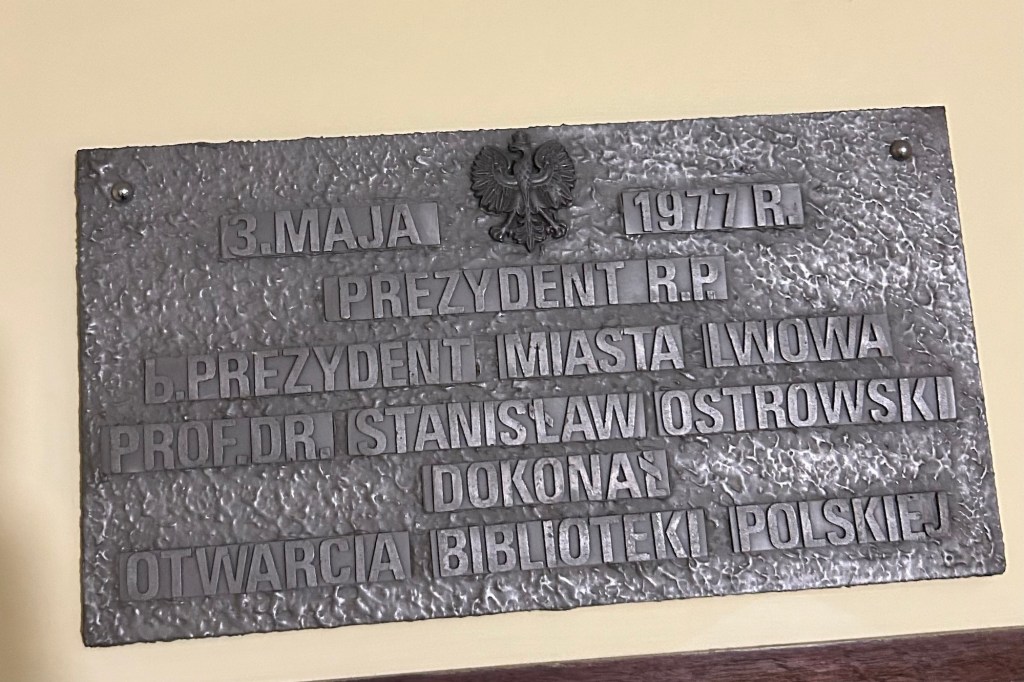 3.MAJA 1977 R.
PREZYDENT R.P.
b.PREZYDENT MIASTA LWOWA
PROF.DR. STANISŁAW OSTROWSKI
DOKONAŁ
OTWARCIA BIBLIOTEKI POLSKIEJ